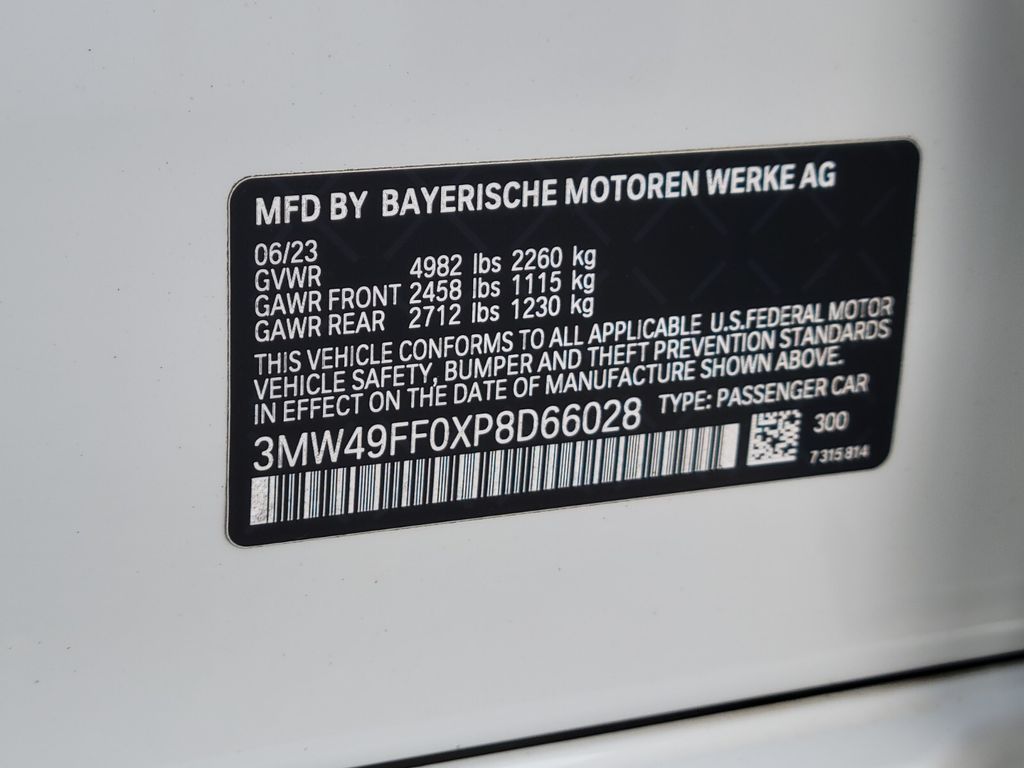 MFD BY BAYERISCHE MOTOREN WERKE AG
06/23
GVWR 4982 lbs 2260 kg
GAWR FRONT 2458 lbs 1115 kg
GAWR REAR 2712 lbs 1230 kg
THIS VEHICLE CONFORMS TO ALL APPLICABLE U.S.FEDERAL MOTOR
VEHICLE SAFETY, BUMPER AND THEFT PREVENTION STANDARDS
IN EFFECT ON THE DATE OF MANUFACTURE SHOWN ABOVE.
3MW49FF0XP8D66028 TYPE: PASSENGER CAR
300
7 315 814